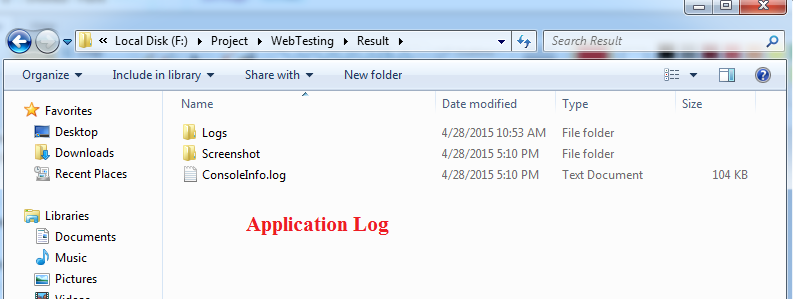 « Local Disk (F:) ▸ Project ▸ WebTesting ▸ Result ▸
Search Result
Organize Include in library Share with New folder
Name Date modified Type Size
Favorites
Desktop
Downloads
Recent Places
Libraries
Documents
Music
Pictures
Videos
Logs 4/28/2015 10:53 AM File folder
Screenshot 4/28/2015 5:10 PM File folder
ConsoleInfo.log 4/28/2015 5:10 PM Text Document 104 KB
Application Log